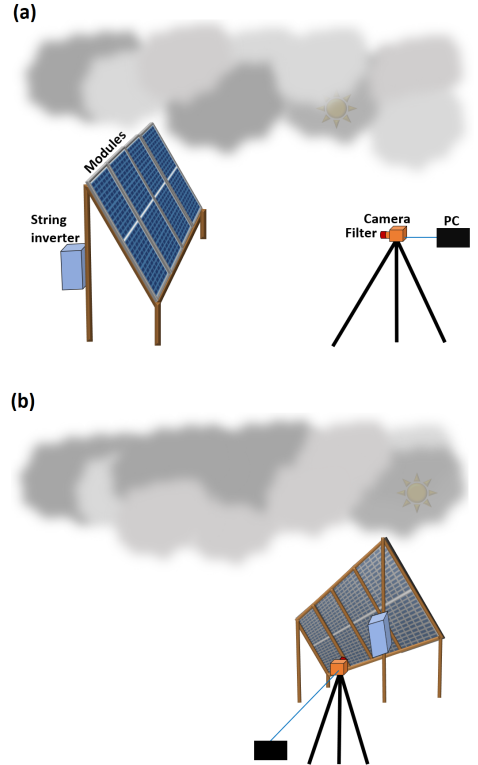 (a)
Modules
String
inverter
Camera
Filter
PC
(b)